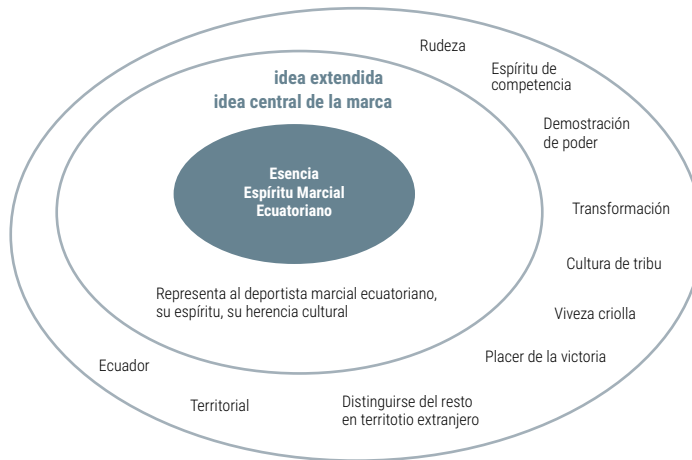 Rudeza
Espíritu de
competencia
Demostración
de poder
Transformación
Cultura de tribu
Viveza criolla
Placer de la victoria
Distinguirse del resto
en territotio extranjero
Territorial
Ecuador
idea extendida
idea central de la marca
Esencia
Espíritu Marcial
Ecuatoriano
Representa al deportista marcial ecuatoriano,
su espíritu, su herencia cultural